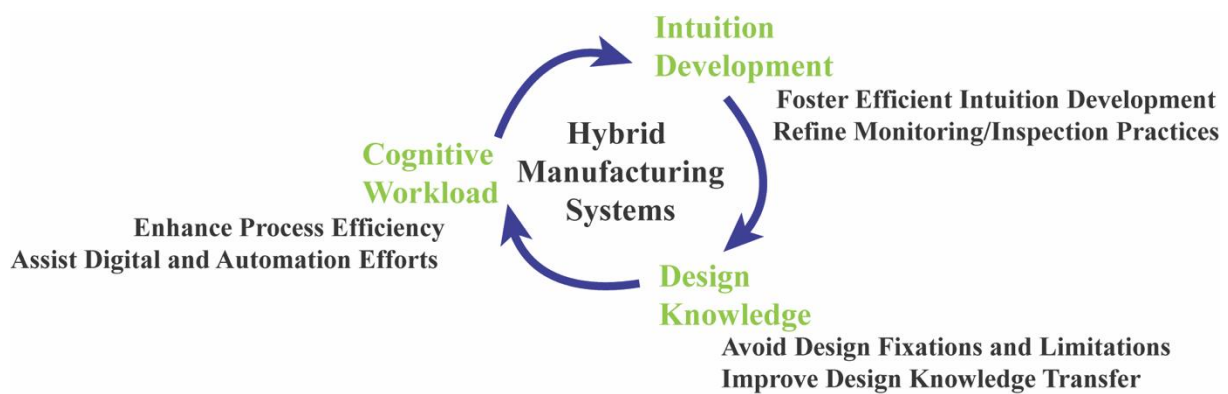 Intuition
Development
Foster Efficient Intuition Development
Refine Monitoring/Inspection Practices
Hybrid
Manufacturing
Systems
Cognitive
Workload
Enhance Process Efficiency
Assist Digital and Automation Efforts
Design
Knowledge
Avoid Design Fixations and Limitations
Improve Design Knowledge Transfer